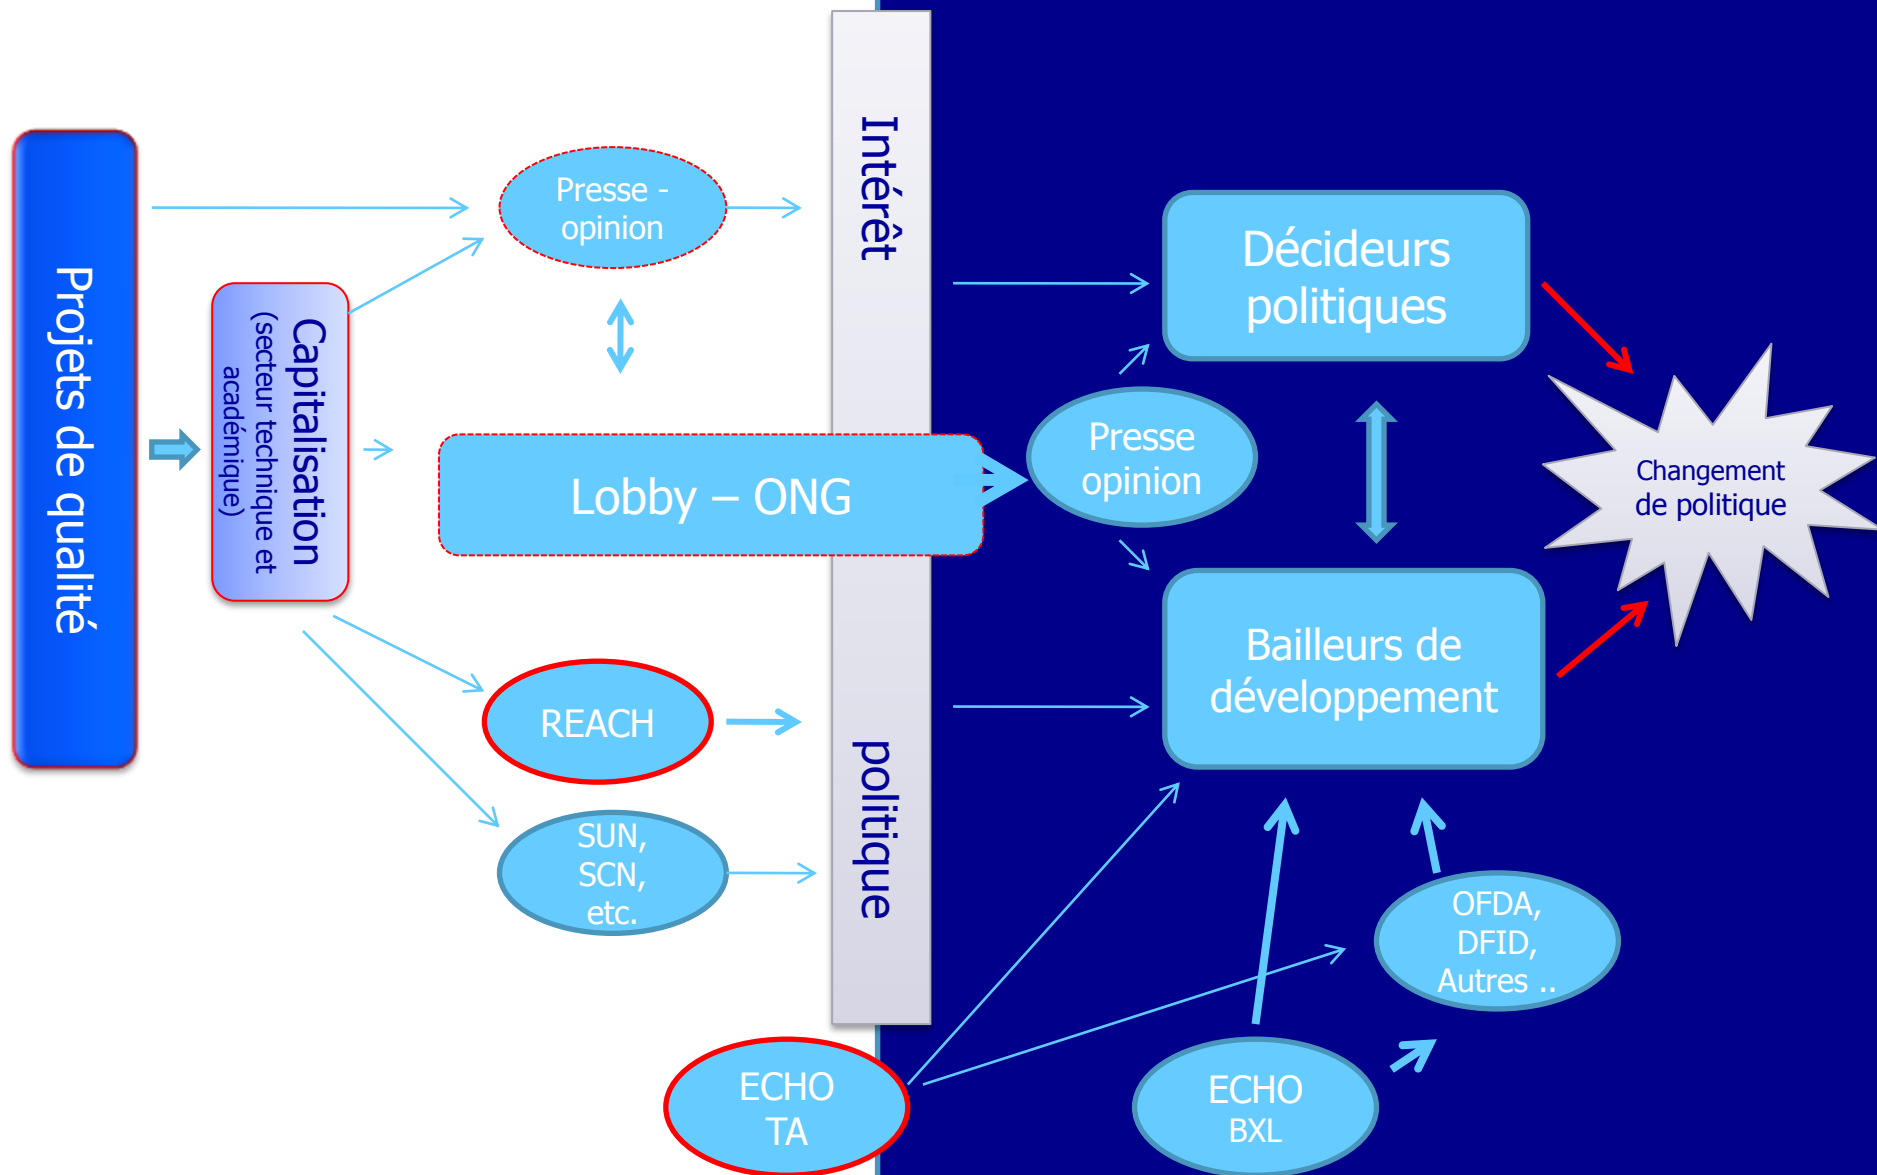 Projets de qualité
Capitalisation
(secteur technique et
académique)
Presse -
opinion
Lobby – ONG
REACH
SUN,
SCN,
etc.
Intérêt
politique
Décideurs
politiques
Presse
opinion
Bailleurs de
développement
Changement
de politique
OFDA,
DFID,
Autres ..
ECHO
TA
ECHO
BXL